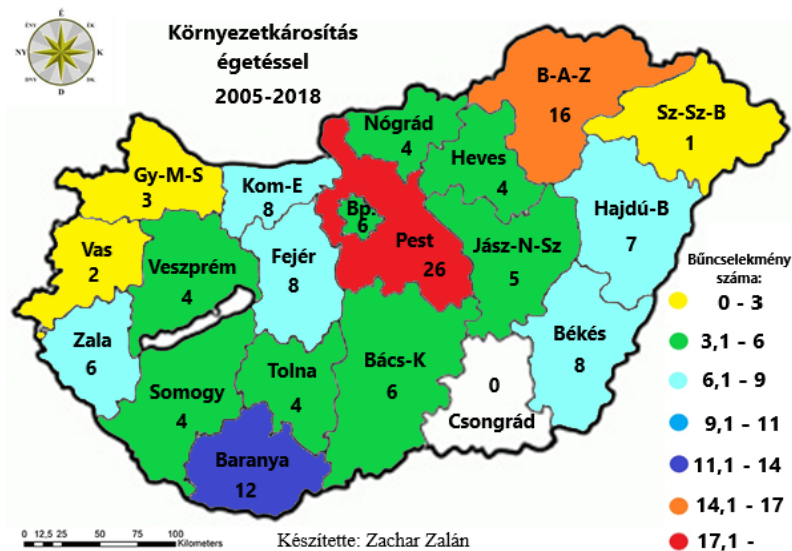 É
ÉNY
ÉK
NY
K
DNY
DK
D
Környezetkárosítás
égetéssel
2005-2018
B-A-Z
16
Sz-Sz-B
1
Nógrád
4
Heves
4
Gy-M-S
3
Kom-E
8
Bp.
6
Pest
26
Hajdú-B
7
Vas
2
Veszprém
4
Fejér
8
Jász-N-Sz
5
Zala
6
Somogy
4
Tolna
4
Bács-K
6
Békés
8
0
Csongrád
Baranya
12
Bűncselekmény
száma:
0 - 3
3,1 - 6
6,1 - 9
9,1 - 11
11,1 - 14
14,1 - 17
17,1 -
0 12,5 25 50 75 100
Kilometers
Készítette: Zachar Zalán